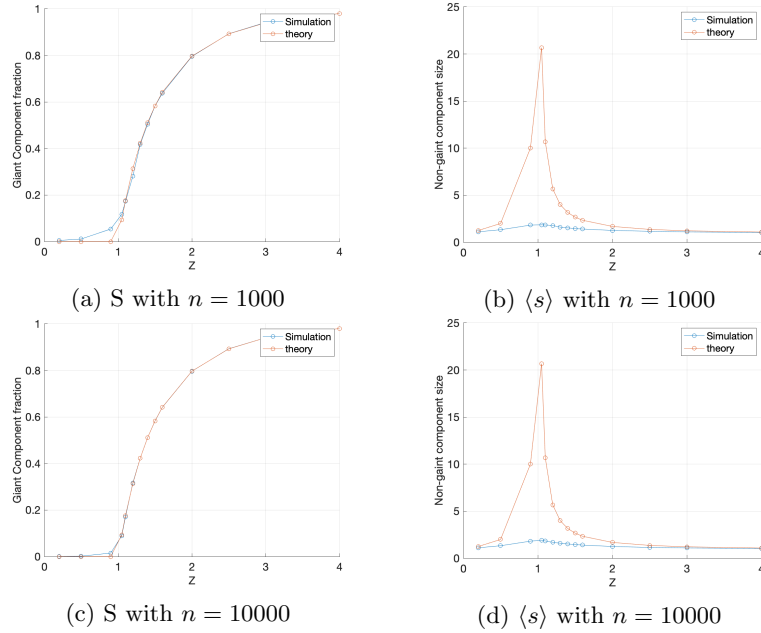 1
0.8
0.6
0.4
0.2
0
Giant Component fraction
0 1 2 3 4
Z
Simulation
theory
(a) S with n = 1000
25
20
15
10
5
0
Non-gaint component size
0 1 2 3 4
Z
Simulation
theory
(b) ⟨s⟩ with n = 1000
1
0.8
0.6
0.4
0.2
0
Giant Component fraction
0 1 2 3 4
Z
Simulation
theory
(c) S with n = 10000
25
20
15
10
5
0
Non-gaint component size
0 1 2 3 4
Z
Simulation
theory
(d) ⟨s⟩ with n = 10000